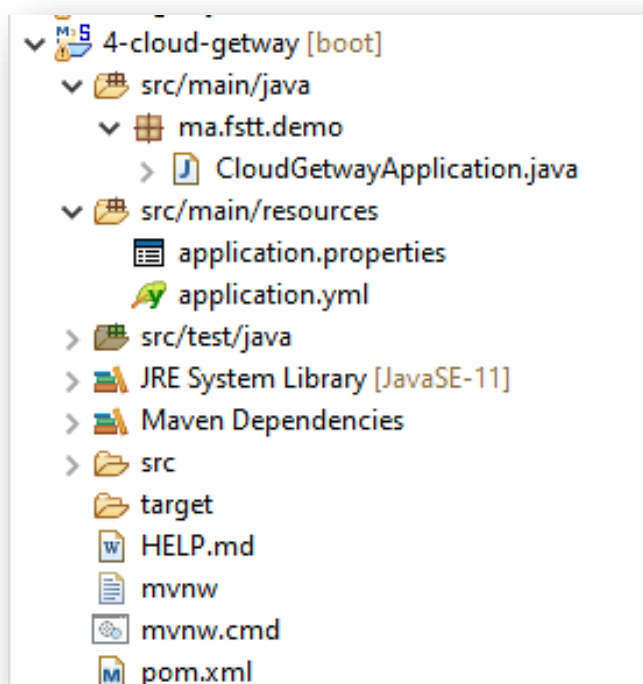 4-cloud-getway [boot]
src/main/java
ma.fstt.demo
CloudGetwayApplication.java
src/main/resources
application.properties
application.yml
src/test/java
JRE System Library [JavaSE-11]
Maven Dependencies
src
target
HELP.md
mvnw
mvnw.cmd
pom.xml